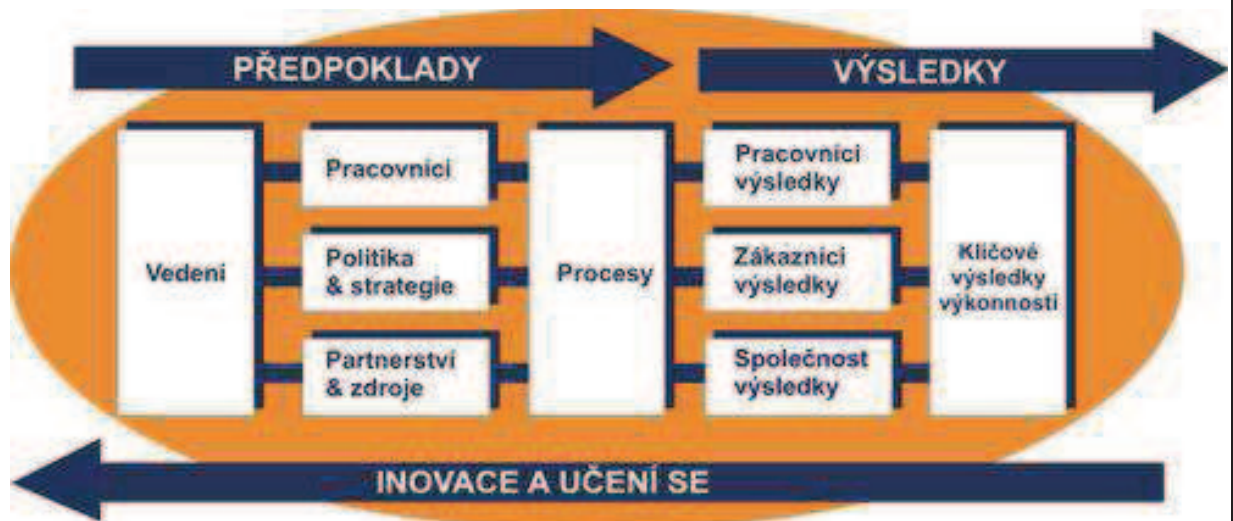 PŘEDPOKLADY
VÝSLEDKY
Vedení
Pracovníci
Politika
& strategie
Partnerství
& zdroje
Procesy
Pracovníci
výsledky
Zákazníci
výsledky
Společnost
výsledky
Klíčové
výsledky
výkonnosti
INOVACE A UČENÍ SE